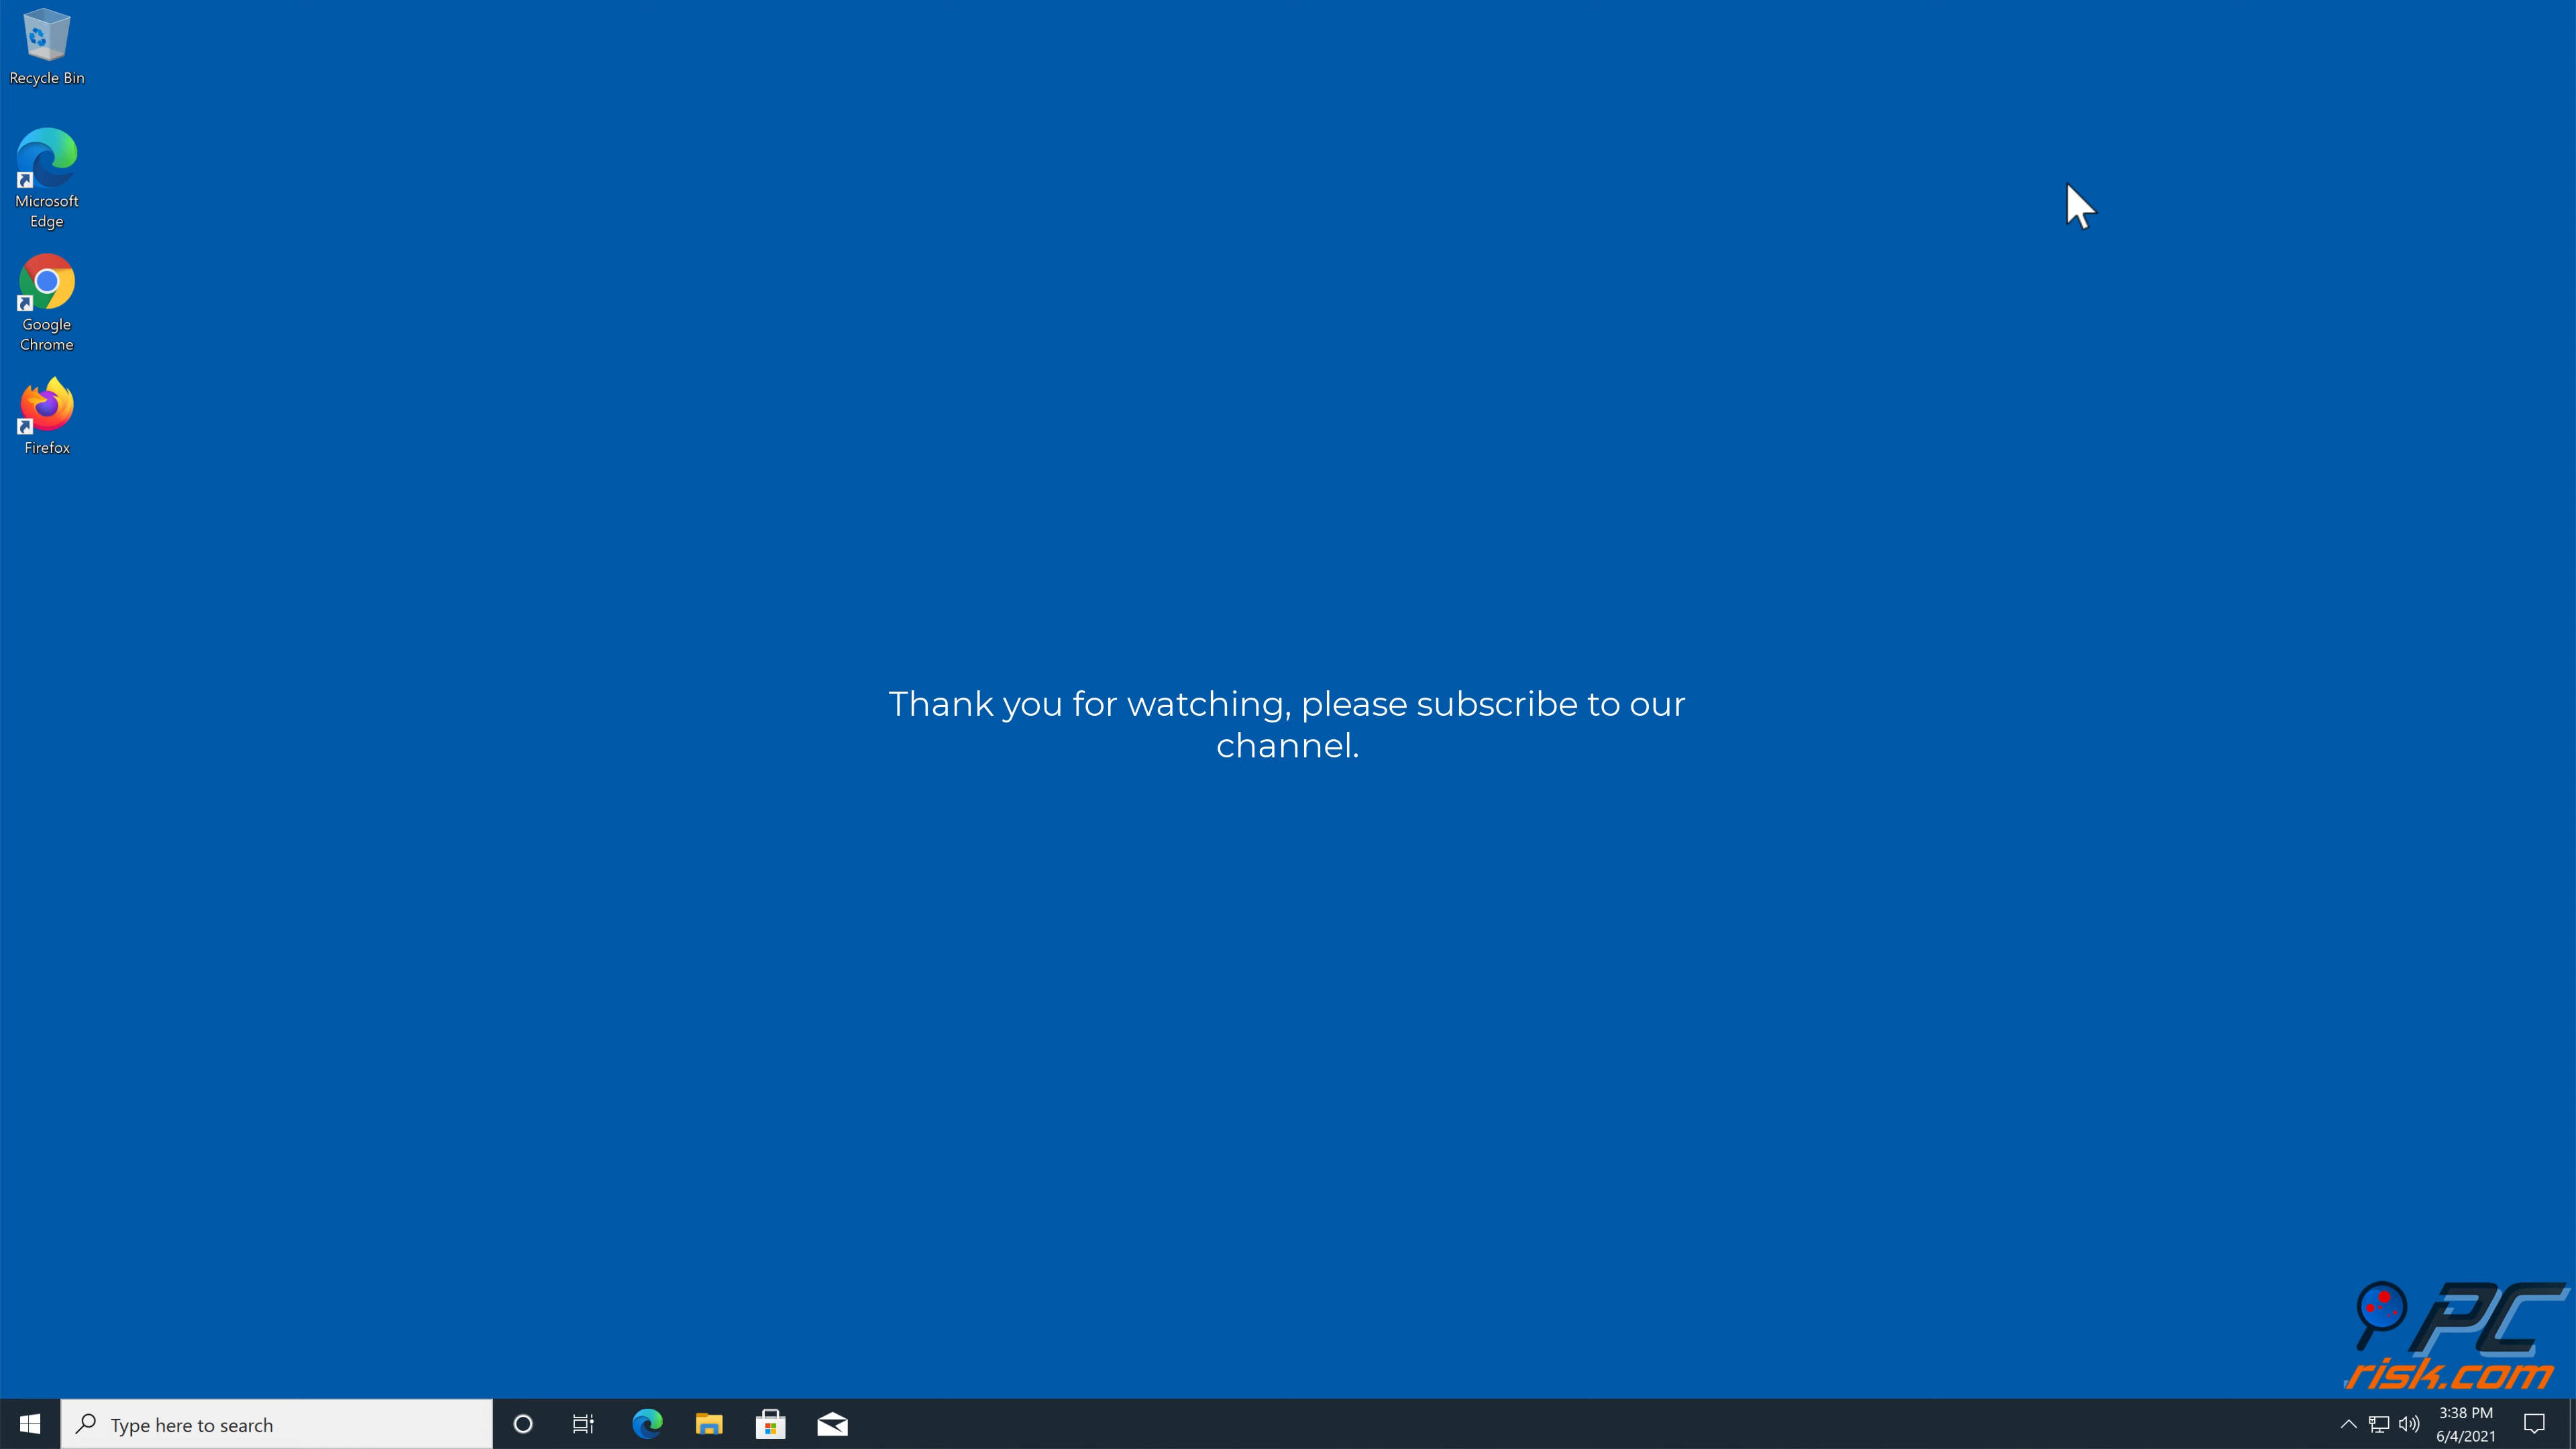 Recycle Bin
Microsoft
Edge
Google
Chrome
Firefox
Thank you for watching, please subscribe to our
channel.
PC
risk.com
Type here to search
3:38 PM
6/4/2021